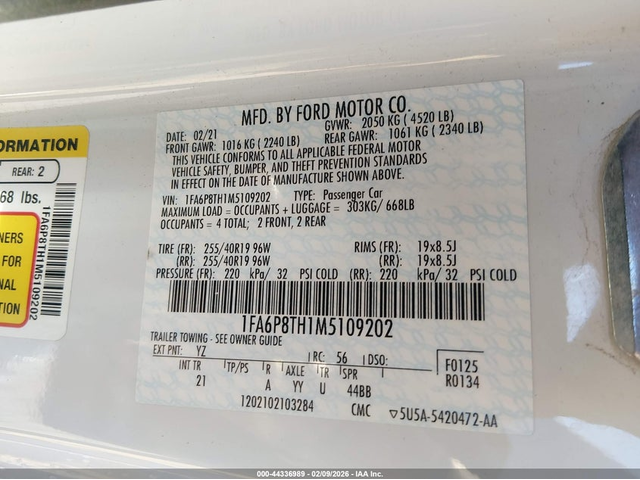 MFD. BY FORD MOTOR CO.
DATE: 02/21 GVWR: 2050 KG ( 4520 LB)
FRONT GAWR: 1016 KG ( 2240 LB) REAR GAWR: 1061 KG ( 2340 LB)
THIS VEHICLE CONFORMS TO ALL APPLICABLE FEDERAL MOTOR
VEHICLE SAFETY, BUMPER, AND THEFT PREVENTION STANDARDS
IN EFFECT ON THE DATE OF MANUFACTURE SHOWN ABOVE.
VIN: 1FA6P8TH1M5109202 TYPE: Passenger Car
MAXIMUM LOAD = OCCUPANTS + LUGGAGE = 303KG/ 668LB
OCCUPANTS = 4 TOTAL; 2 FRONT, 2 REAR
TIRE (FR): 255/40R19 96W RIMS (FR): 19x8.5J
(RR): 255/40R19 96W (RR): 19x8.5J
PRESSURE (FR): 220 kPa/ 32 PSI COLD (RR): 220 kPa/ 32 PSI COLD
1FA6P8TH1M5109202
TRAILER TOWING - SEE OWNER GUIDE
EXT PNT: YZ RC: 56 DSO: F0125
INT TR TP/PS R AXLE TR SPR R0134
21 A YY U 44BB
1202102103284 CMC ▽5U5A-5420472-AA
ORMATION
REAR: 2
68 lbs.
NERS
FOR
NAL
ION
1FA6P8TH1M5109202
000-44336989 - 02/09/2026 - IAA Inc.